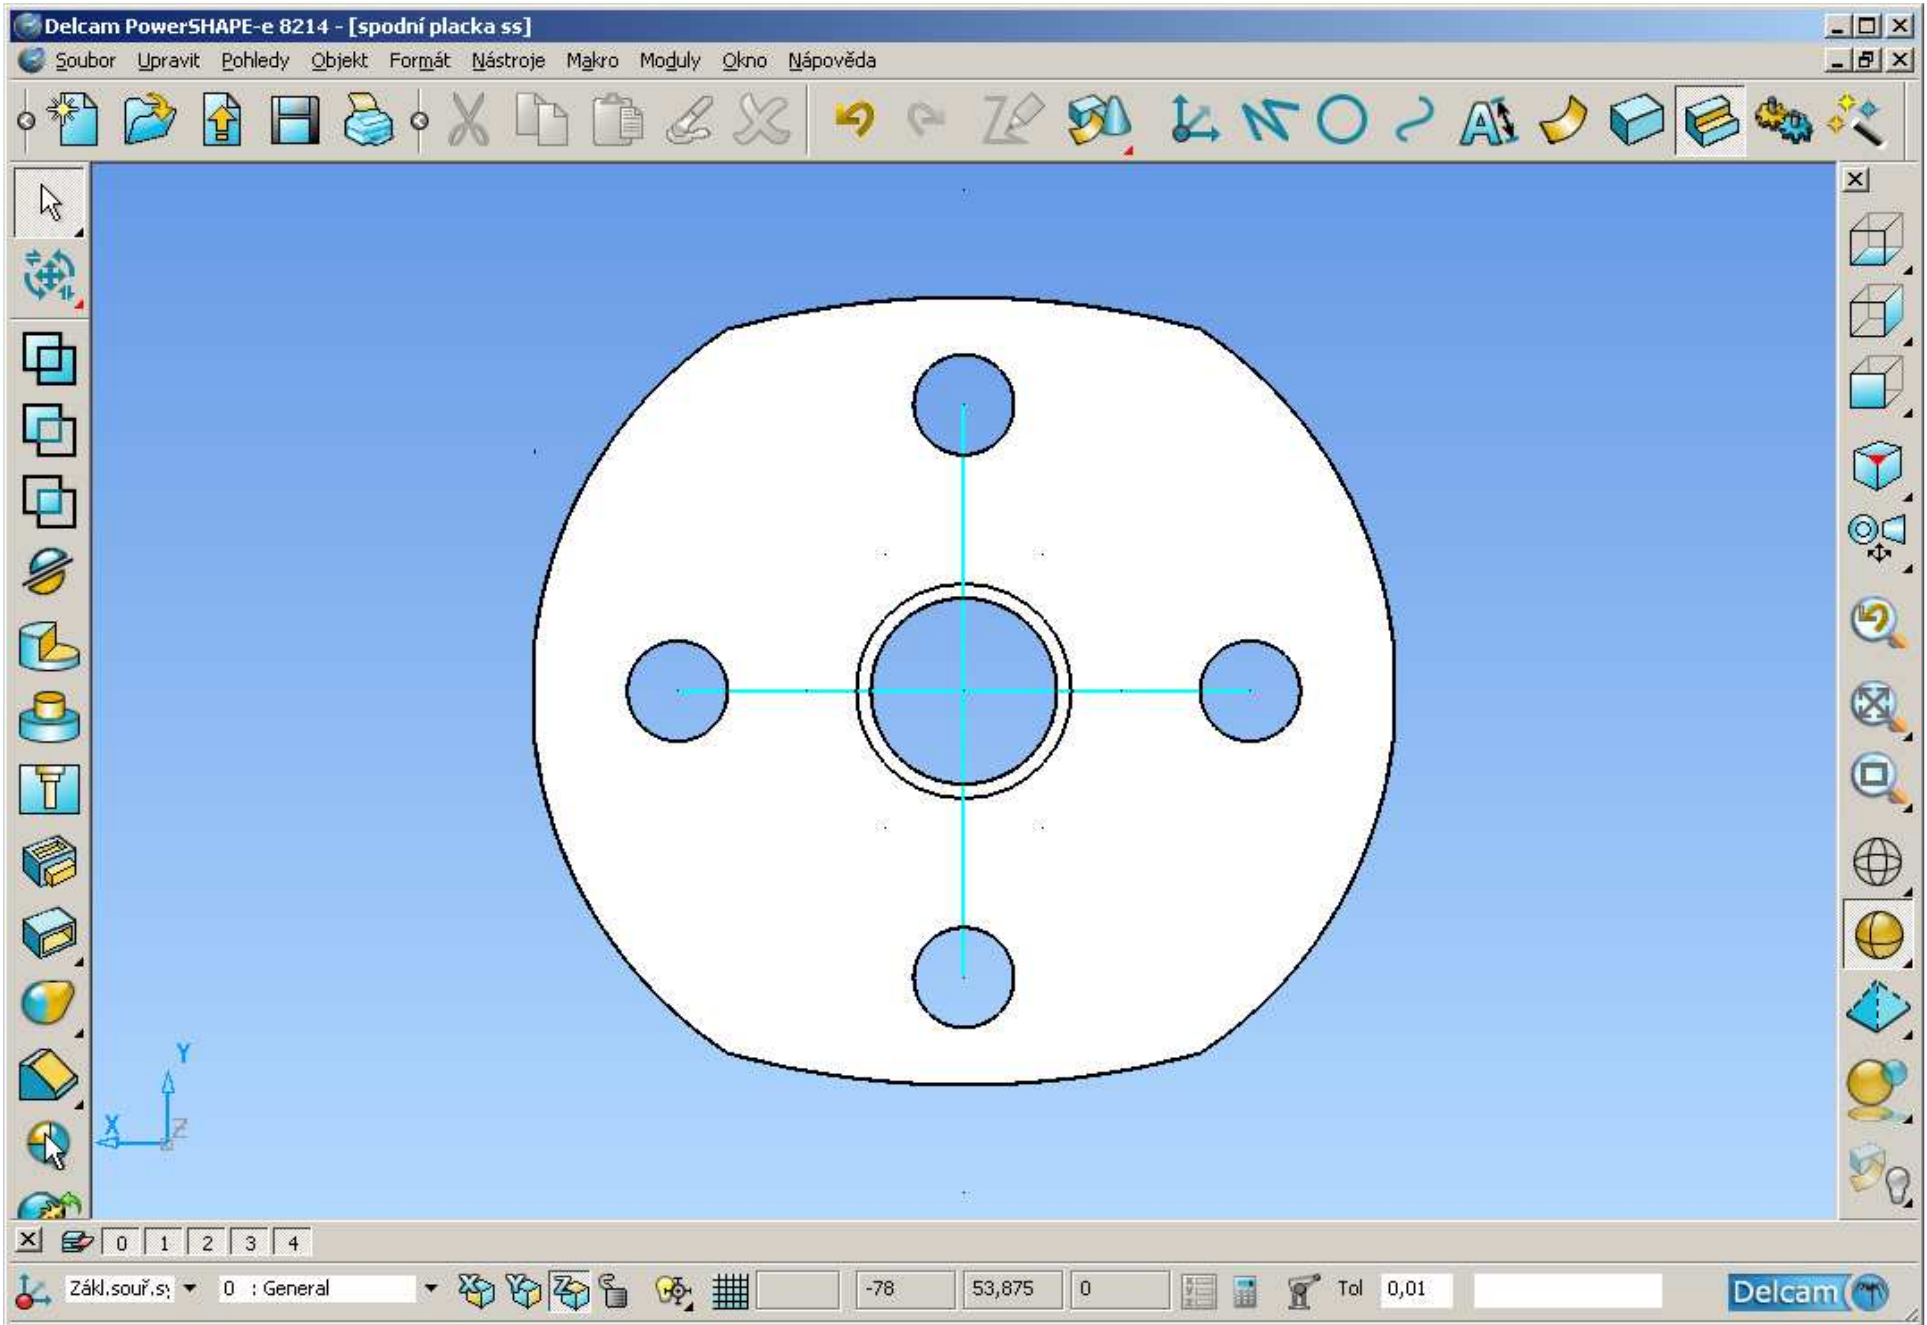 Delcam PowerSHAPE-e 8214 - [spodní placka ss]
Soubor Upravit Pohledy Objekt Formát Nástroje Makro Moduly Okno Nápověda
Y
X Z
0 1 2 3 4
Zákl.souř.s 0 : General -78 53,875 0 Tol 0,01 Delcam